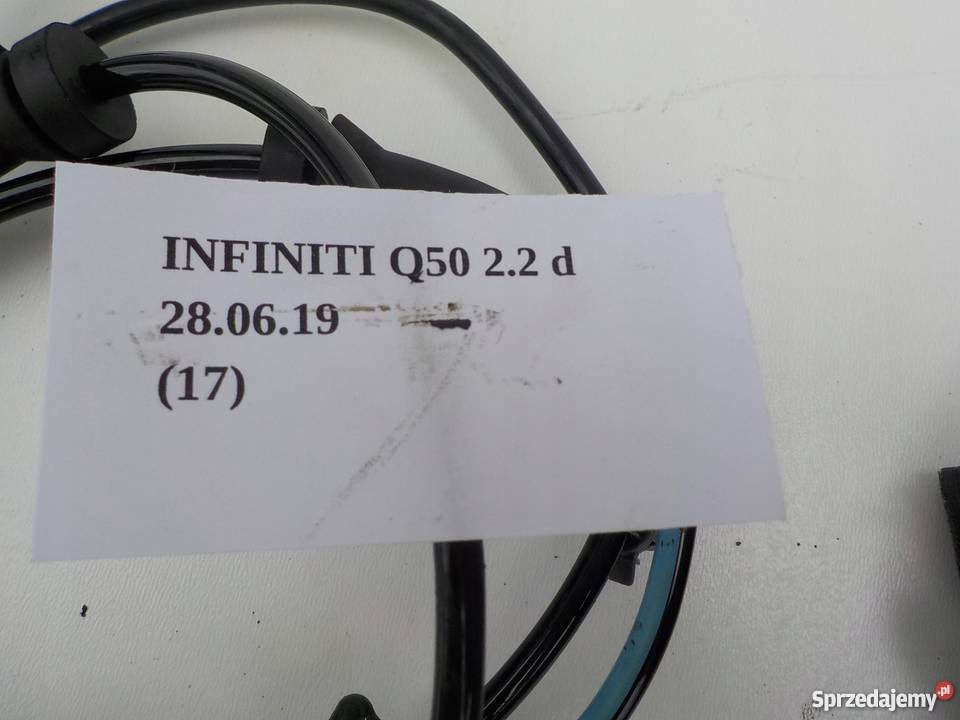 INFINITI Q50 2.2 d
28.06.19
(17)
Sprzedajemy.pl